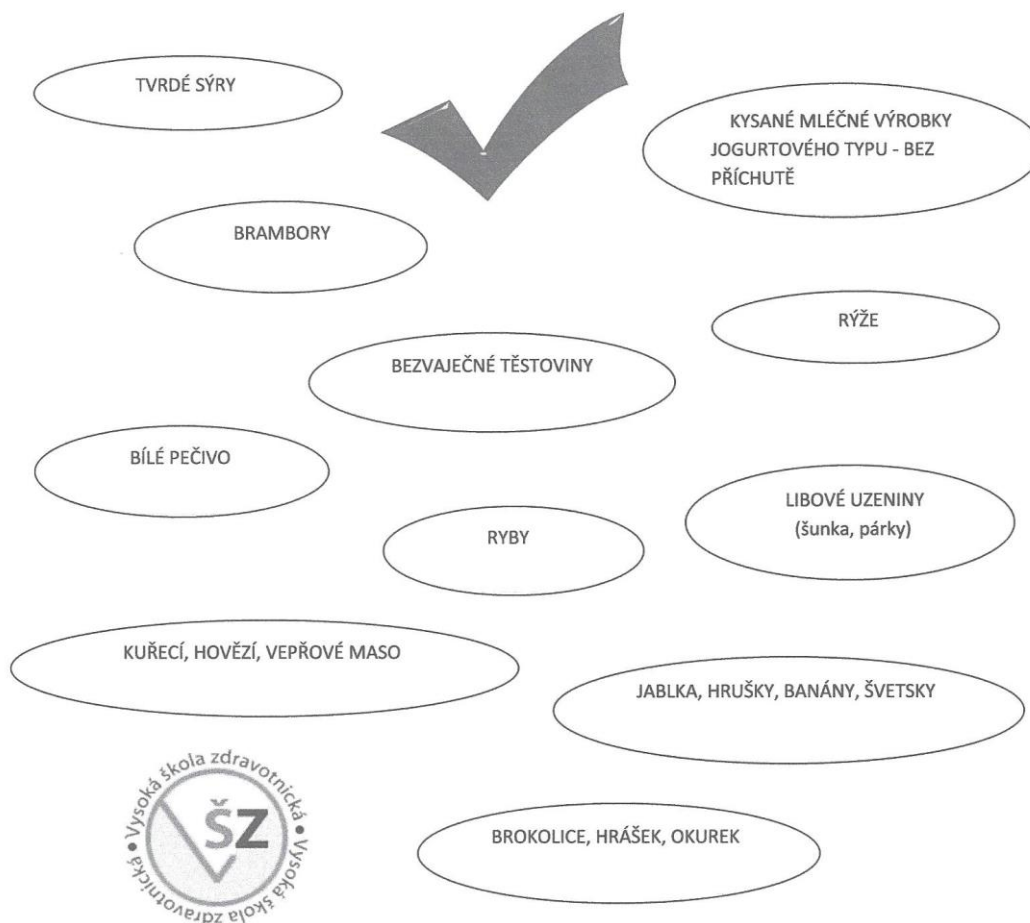 TVRDÉ SÝRY
KYSANÉ MLÉČNÉ VÝROBKY
JOGURTOVÉHO TYPU - BEZ
PŘÍCHUTĚ
BRAMBORY
RÝŽE
BEZVAJEČNÉ TĚSTOVINY
BÍLÉ PEČIVO
LIBOVÉ UZENINY
(šunka, párky)
RYBY
KUŘECÍ, HOVĚZÍ, VEPŘOVÉ MASO
JABLKA, HRUŠKY, BANÁNY, ŠVETSKY
BROKOLICE, HRÁŠEK, OKUREK
Vysoká škola zdravotnická • Vysoká škola zdravotnická •
VŠZ